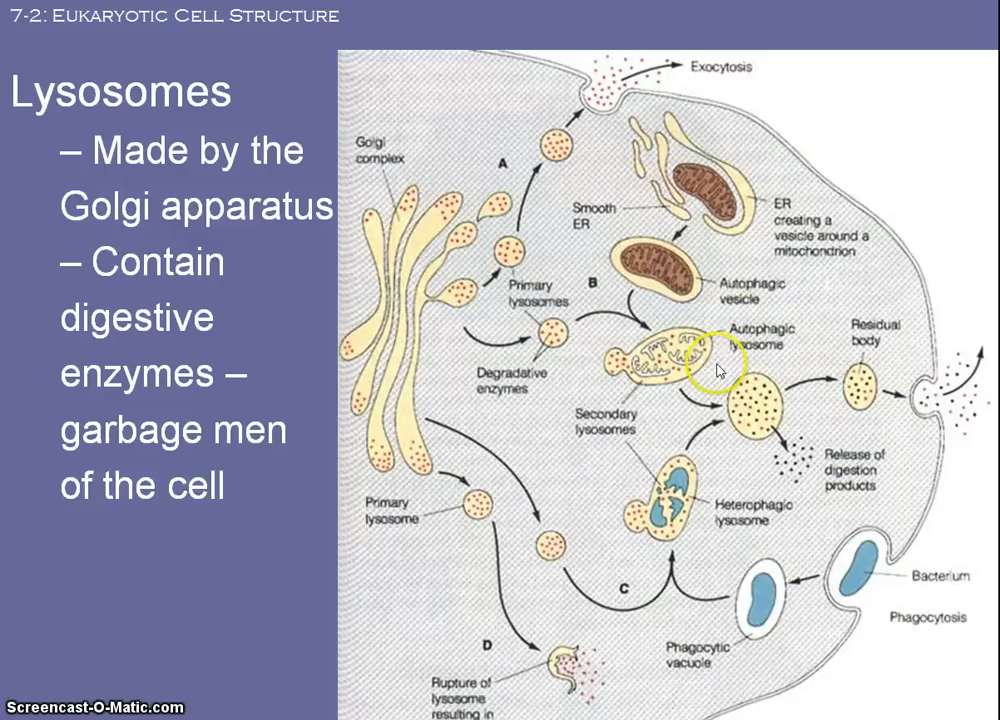 7-2: Eukaryotic Cell Structure
Lysosomes
– Made by the
Golgi apparatus
– Contain
digestive
enzymes –
garbage men
of the cell
Exocytosis
Golgi
complex
A
Smooth
ER
ER
creating a
vesicle around a
mitochondrion
Primary
lysosomes
B
Autophagic
vesicle
Autophagic
lysosome
Residual
body
Degradative
enzymes
Secondary
lysosomes
Release of
digestion
products
Primary
lysosome
Heterophagic
lysosome
C
Bacterium
Phagocytosis
D
Phagocytic
vacuole
Rupture of
lysosome
resulting in
Screencast-O-Matic.com